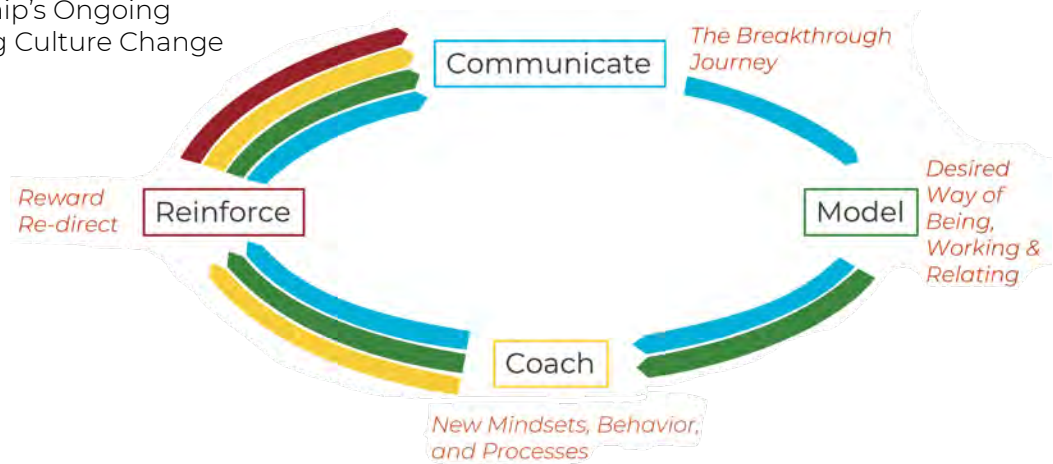 ip's Ongoing
g Culture Change
Communicate
The Breakthrough
Journey
Reward
Re-direct
Reinforce
Model
Desired
Way of
Being,
Working &
Relating
Coach
New Mindsets, Behavior,
and Processes